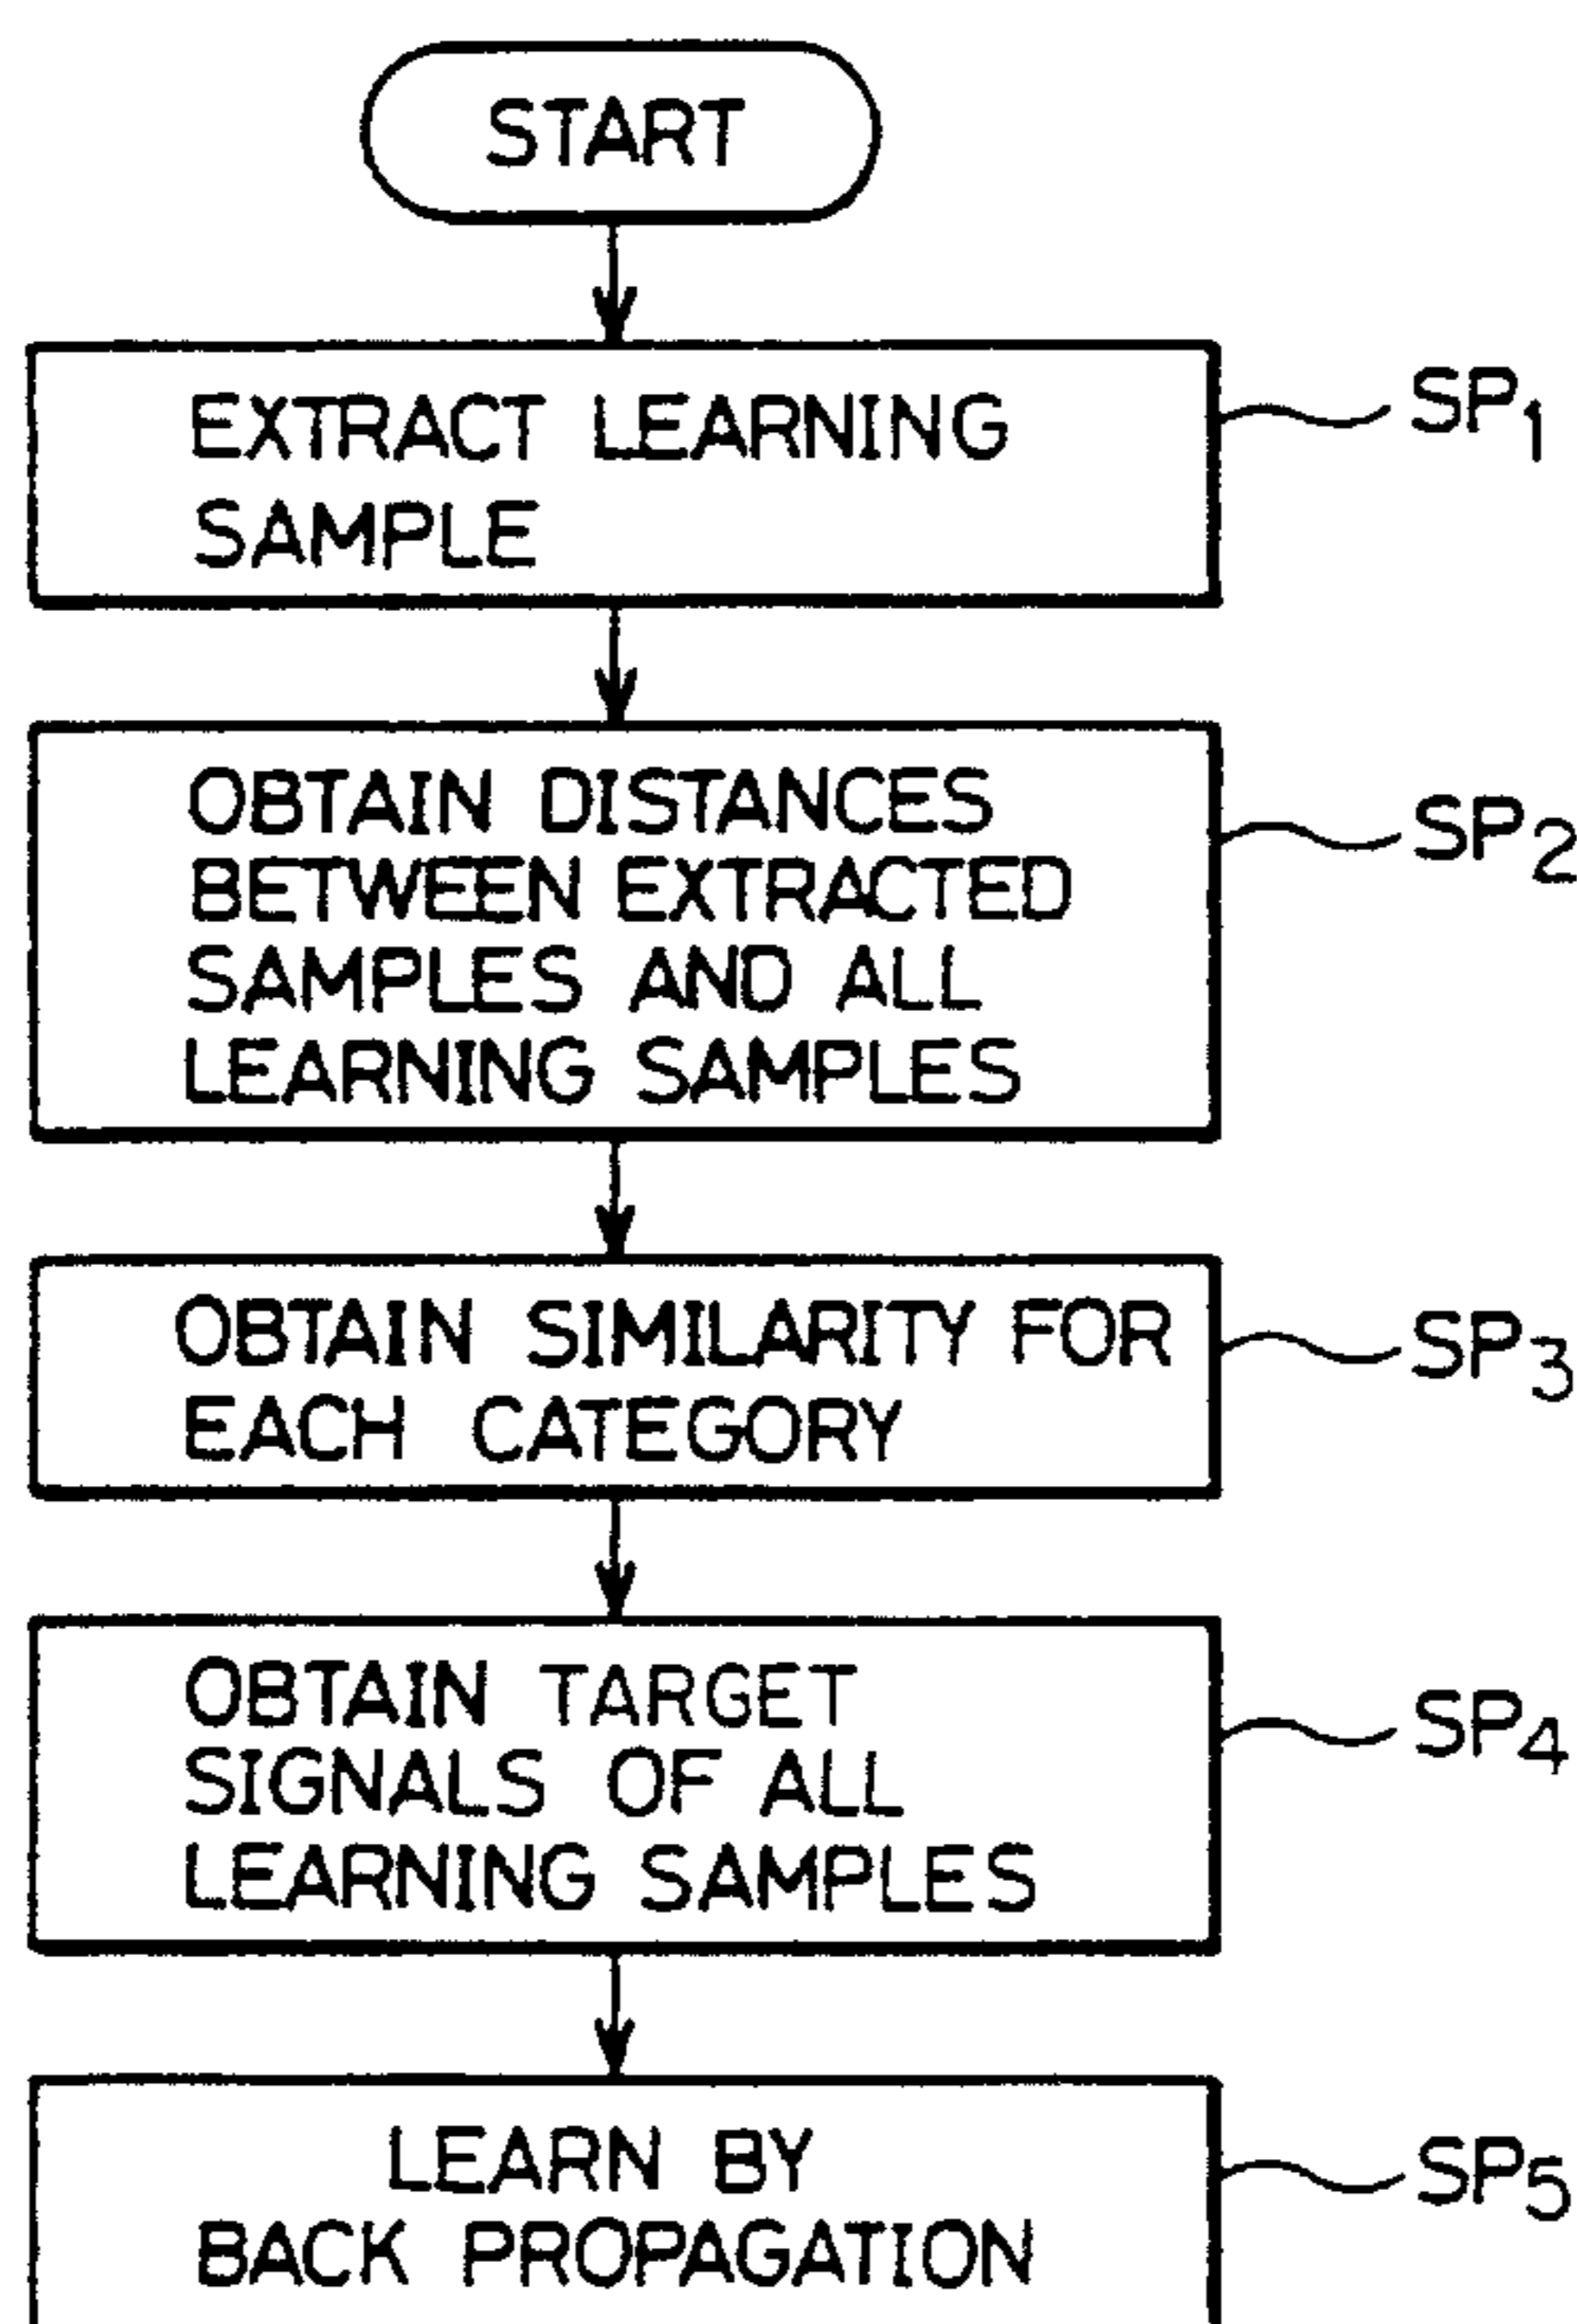 START
EXTRACT LEARNING
SAMPLE
SP1
OBTAIN DISTANCES
BETWEEN EXTRACTED
SAMPLES AND ALL
LEARNING SAMPLES
SP2
OBTAIN SIMILARITY FOR
EACH CATEGORY
SP3
OBTAIN TARGET
SIGNALS OF ALL
LEARNING SAMPLES
SP4
LEARN BY
BACK PROPAGATION
SP5